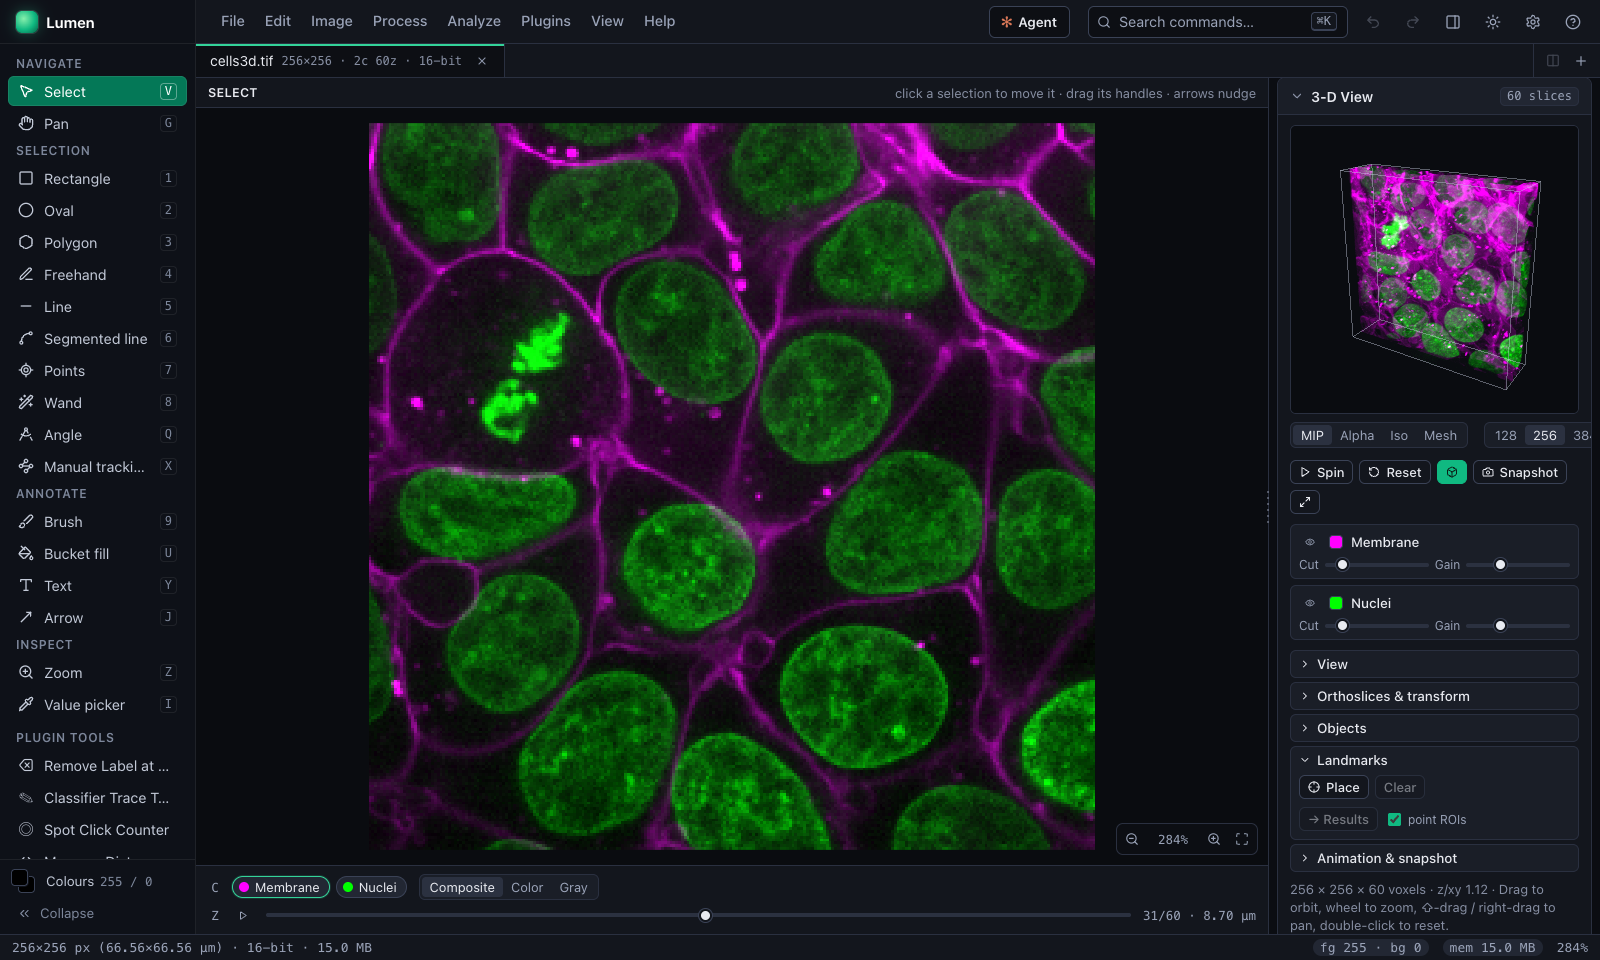 Lumen
File Edit Image Process Analyze Plugins View Help
Agent
Search commands... ⌘K
NAVIGATE
Select V
Pan G
SELECTION
Rectangle 1
Oval 2
Polygon 3
Freehand 4
Line 5
Segmented line 6
Points 7
Wand 8
Angle Q
Manual tracki... X
ANNOTATE
Brush 9
Bucket fill U
Text Y
Arrow J
INSPECT
Zoom Z
Value picker I
PLUGIN TOOLS
Remove Label at ...
Classifier Trace T...
Spot Click Counter
Colours 255 / 0
Collapse
cells3d.tif 256×256 · 2c 60z · 16-bit
SELECT
click a selection to move it · drag its handles · arrows nudge
284%
C Membrane Nuclei Composite Color Gray
Z 31/60 · 8.70 µm
3-D View 60 slices
MIP Alpha Iso Mesh 128 256 384
Spin Reset Snapshot
Membrane
Cut Gain
Nuclei
Cut Gain
View
Orthoslices & transform
Objects
Landmarks
Place Clear
→ Results point ROIs
Animation & snapshot
256 × 256 × 60 voxels · z/xy 1.12 · Drag to
orbit, wheel to zoom, ⇧-drag / right-drag to
pan, double-click to reset.
256×256 px (66.56×66.56 µm) · 16-bit · 15.0 MB
fg 255 · bg 0 mem 15.0 MB 284%